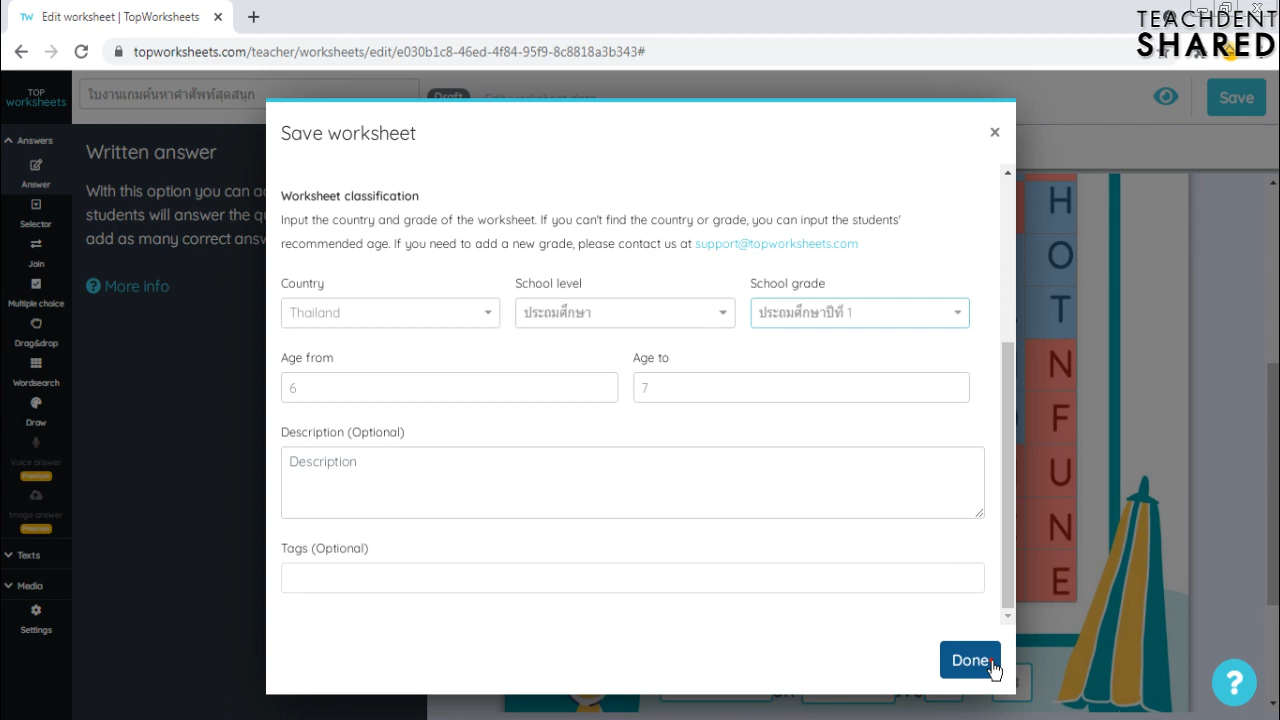 Edit worksheet | TopWorksheets
topworksheets.com/teacher/worksheets/edit/e030b1c8-46ed-4f84-95f9-8c8818a3b343#
TEACHDENT
SHARED
TOP
worksheets
ใบงานเกมค้นหาคำศัพท์สุดสนุก
Draft
Edit worksheet data
Save
Answers
Answer
Selector
Join
Multiple choice
Drag&drop
Wordsearch
Draw
Voice answer
Premium
Image answer
Premium
Texts
Media
Settings
Written answer
With this option you can a
students will answer the qu
add as many correct answ
More info
Save worksheet
×
Worksheet classification
Input the country and grade of the worksheet. If you can't find the country or grade, you can input the students'
recommended age. If you need to add a new grade, please contact us at support@topworksheets.com
Country
School level
School grade
Thailand
ประถมศึกษา
ประถมศึกษาปีที่ 1
Age from
Age to
6
7
Description (Optional)
Description
Tags (Optional)
Done
H
O
T
N
F
U
N
E
?